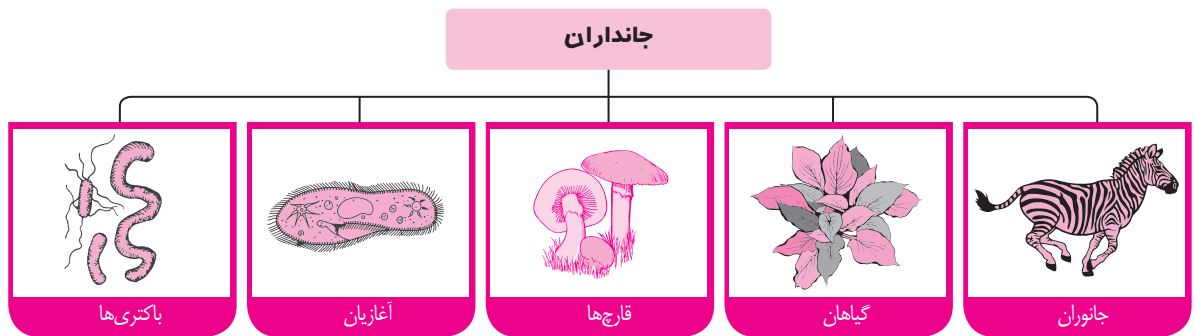 جانداران
جانوران
گیاهان
قارچ‌ها
آغازیان
باکتری‌ها